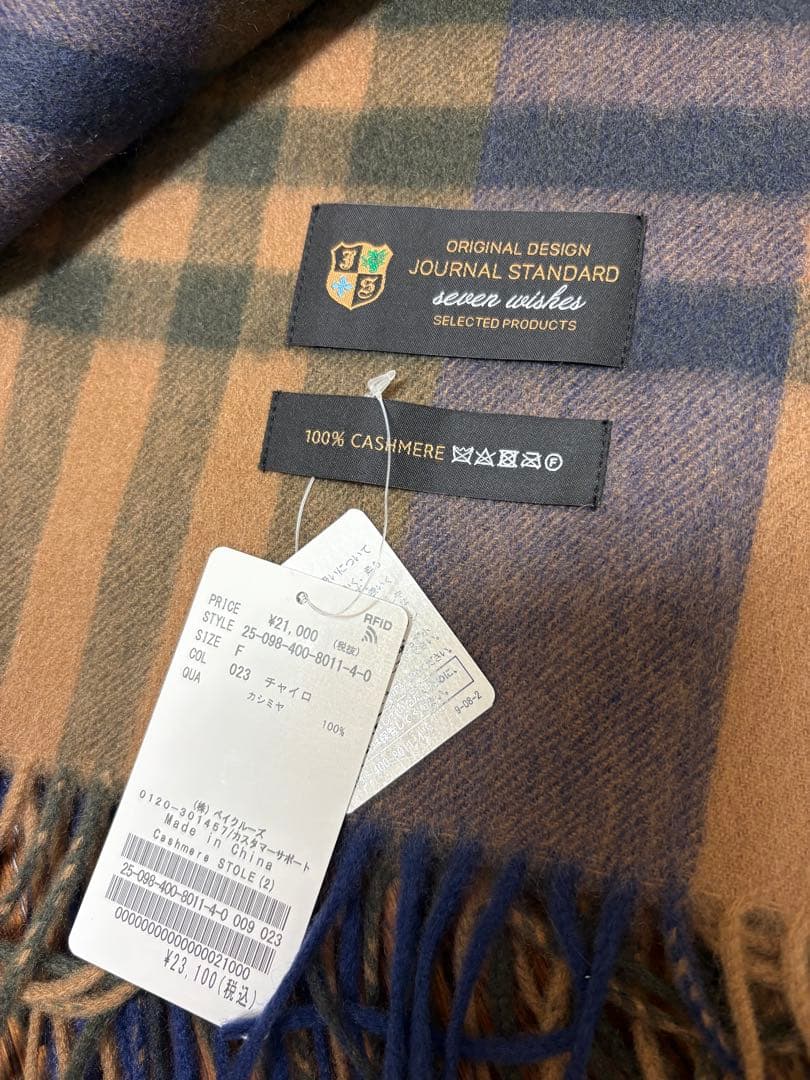 ORIGINAL DESIGN
JOURNAL STANDARD
seven wishes
SELECTED PRODUCTS
J
S
100% CASHMERE
F
RFID
PRICE ¥21,000 (税抜)
STYLE 25-098-400-8011-4-0
SIZE F
COL 023 チャイロ
QUA カシミヤ 100%
(株)ベイクルーズ
0120-301457/カスタマーサポート
Made in China
Cashmere STOLE(2)
25-098-400-8011-4-0 009 023
0000000000000021000
¥23,100(税込)
9-08-2